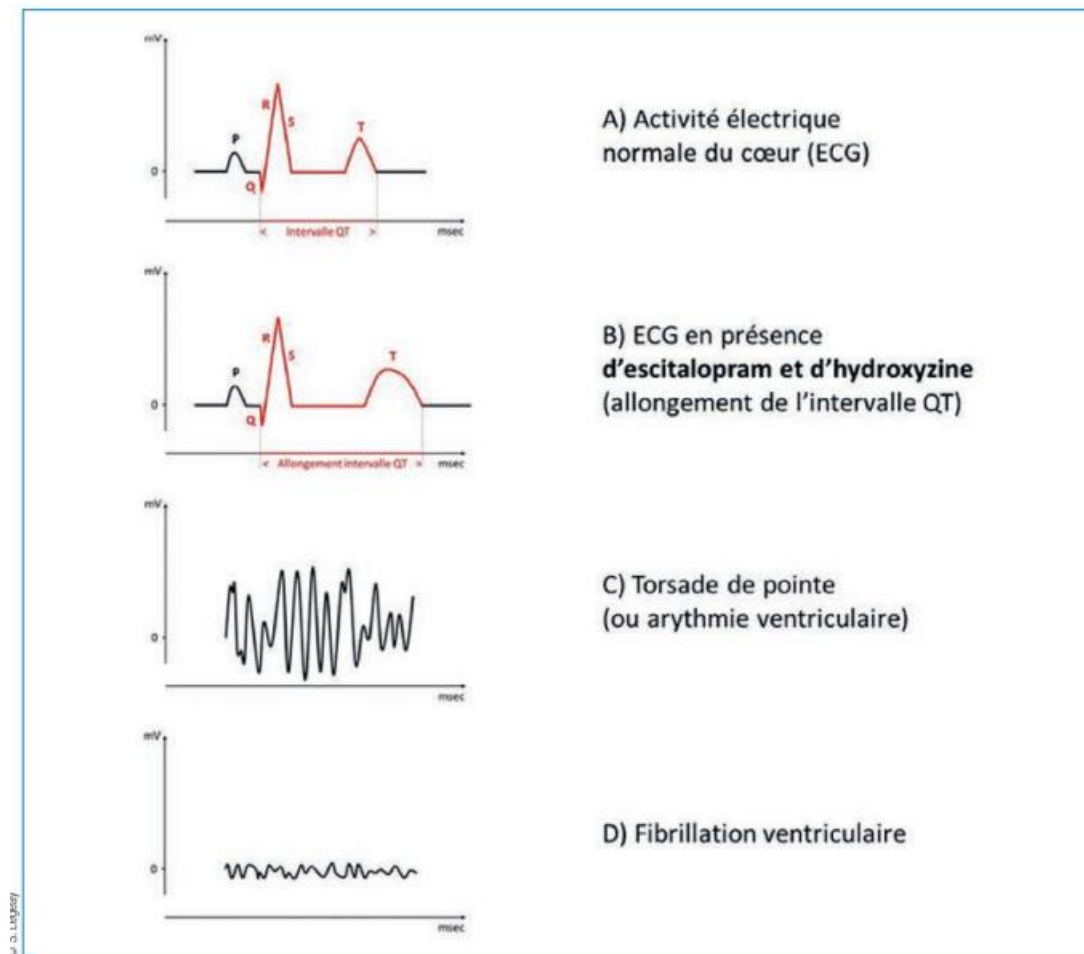 mV
R
S
P
T
0
Q
A) Activité électrique
normale du cœur (ECG)
< Intervalle QT >
msec
mV
R
S
P
T
0
Q
B) ECG en présence
d’escitalopram et d’hydroxyzine
(allongement de l’intervalle QT)
< Allongement intervalle QT >
msec
mV
0
C) Torsade de pointe
(ou arythmie ventriculaire)
msec
mV
0
D) Fibrillation ventriculaire
msec